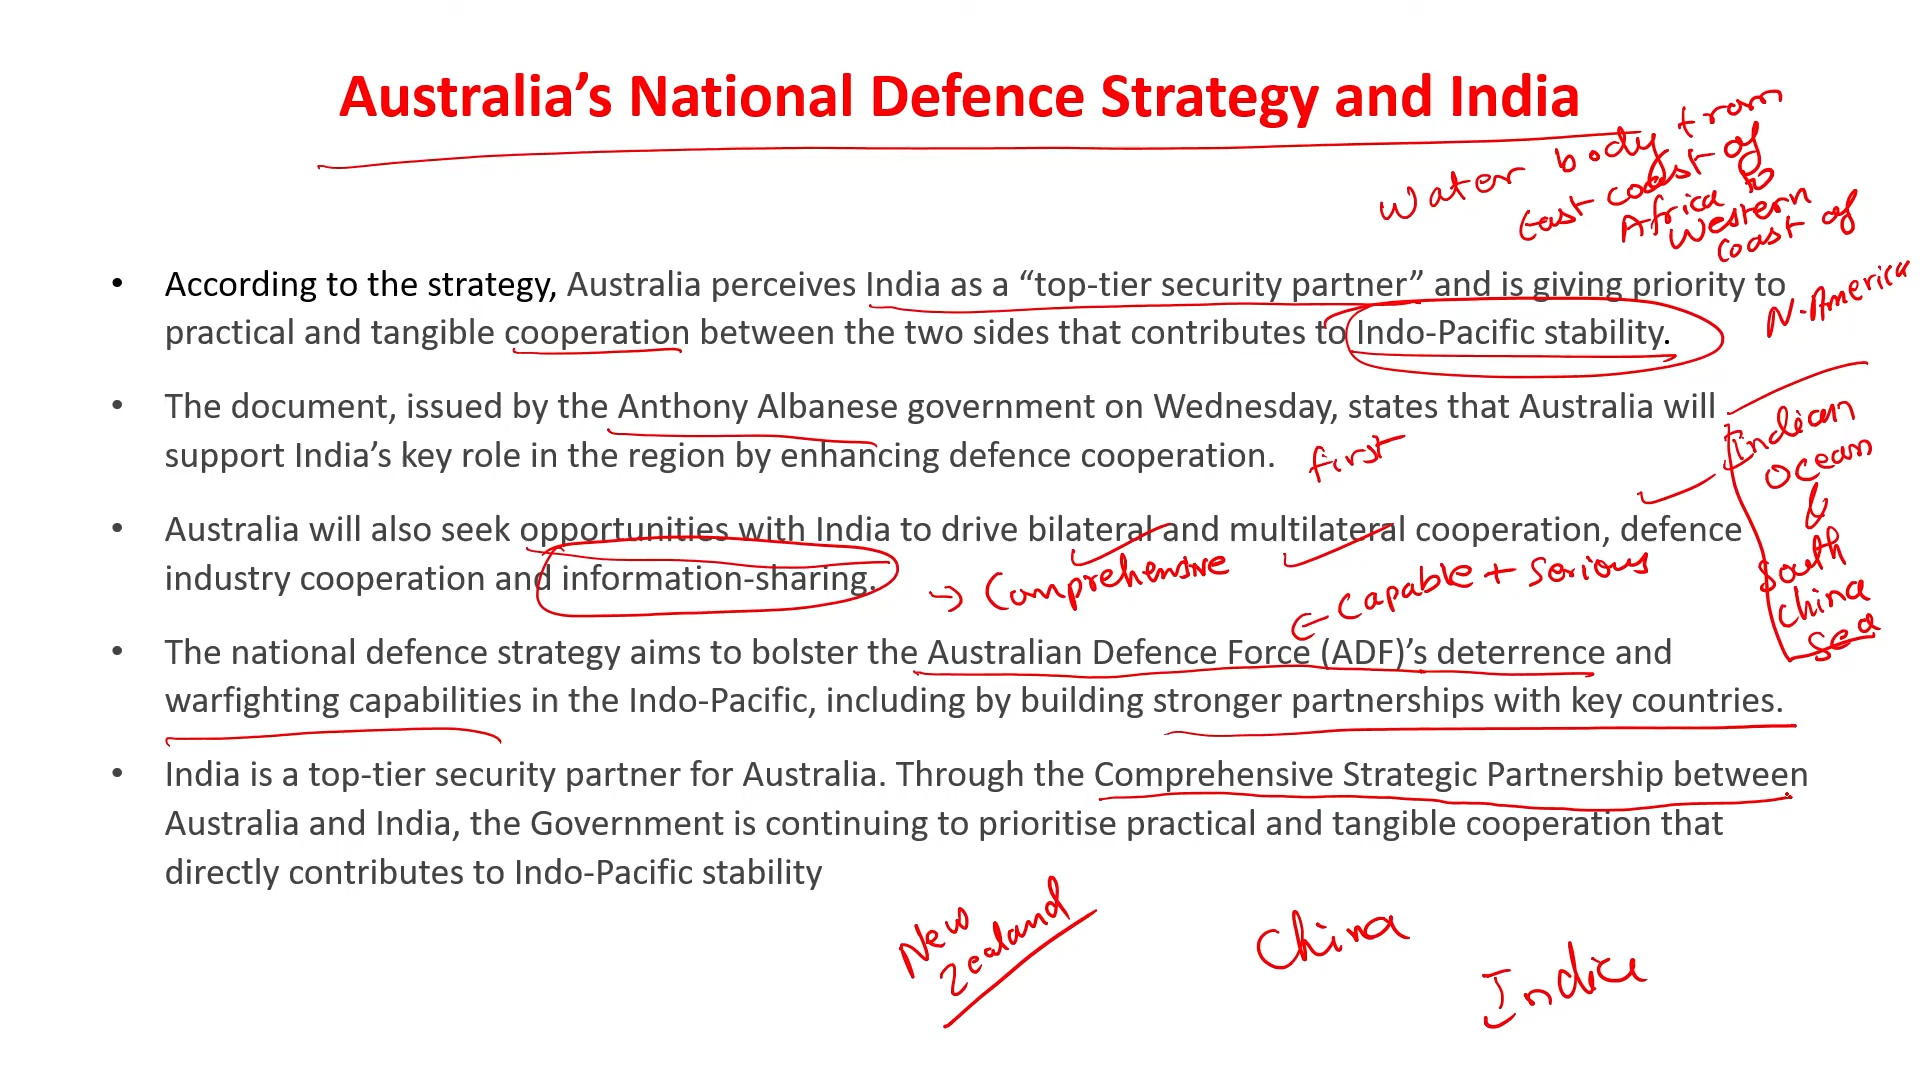 Australia’s National Defence Strategy and India
Water body from
East coast of
Africa to
Western
coast of
N. America
• According to the strategy, Australia perceives India as a “top-tier security partner” and is giving priority to
practical and tangible cooperation between the two sides that contributes to Indo-Pacific stability.
• The document, issued by the Anthony Albanese government on Wednesday, states that Australia will
support India’s key role in the region by enhancing defence cooperation.
first
Indian
Ocean
&
South
China
Sea
• Australia will also seek opportunities with India to drive bilateral and multilateral cooperation, defence
industry cooperation and information-sharing.
→ Comprehensive
← Capable + Serious
• The national defence strategy aims to bolster the Australian Defence Force (ADF)’s deterrence and
warfighting capabilities in the Indo-Pacific, including by building stronger partnerships with key countries.
• India is a top-tier security partner for Australia. Through the Comprehensive Strategic Partnership between
Australia and India, the Government is continuing to prioritise practical and tangible cooperation that
directly contributes to Indo-Pacific stability
New
Zealand
China
India